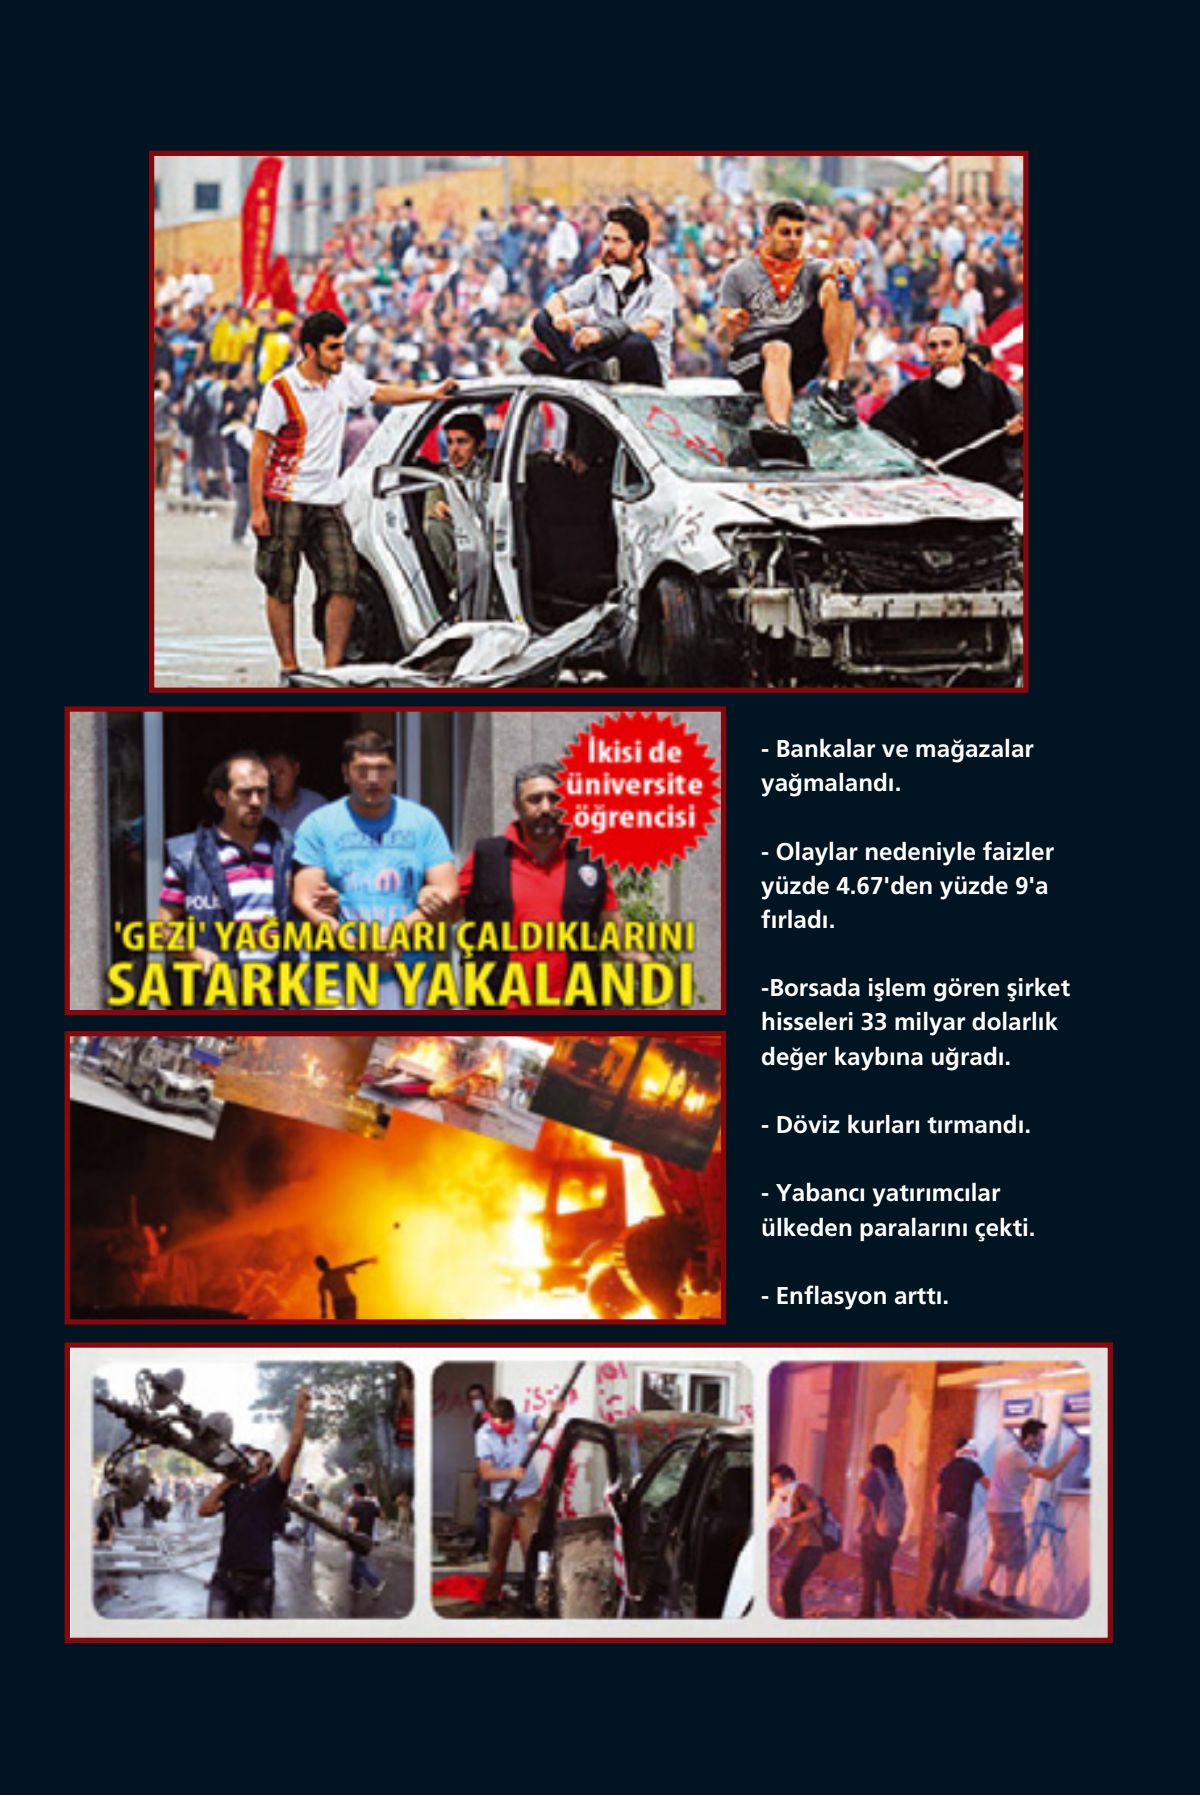 İkisi de
üniversite
öğrencisi
POLİS
'GEZİ' YAĞMACILARI ÇALDIKLARINI
SATARKEN YAKALANDI
- Bankalar ve mağazalar
yağmalandı.
- Olaylar nedeniyle faizler
yüzde 4.67'den yüzde 9'a
fırladı.
-Borsada işlem gören şirket
hisseleri 33 milyar dolarlık
değer kaybına uğradı.
- Döviz kurları tırmandı.
- Yabancı yatırımcılar
ülkeden paralarını çekti.
- Enflasyon arttı.